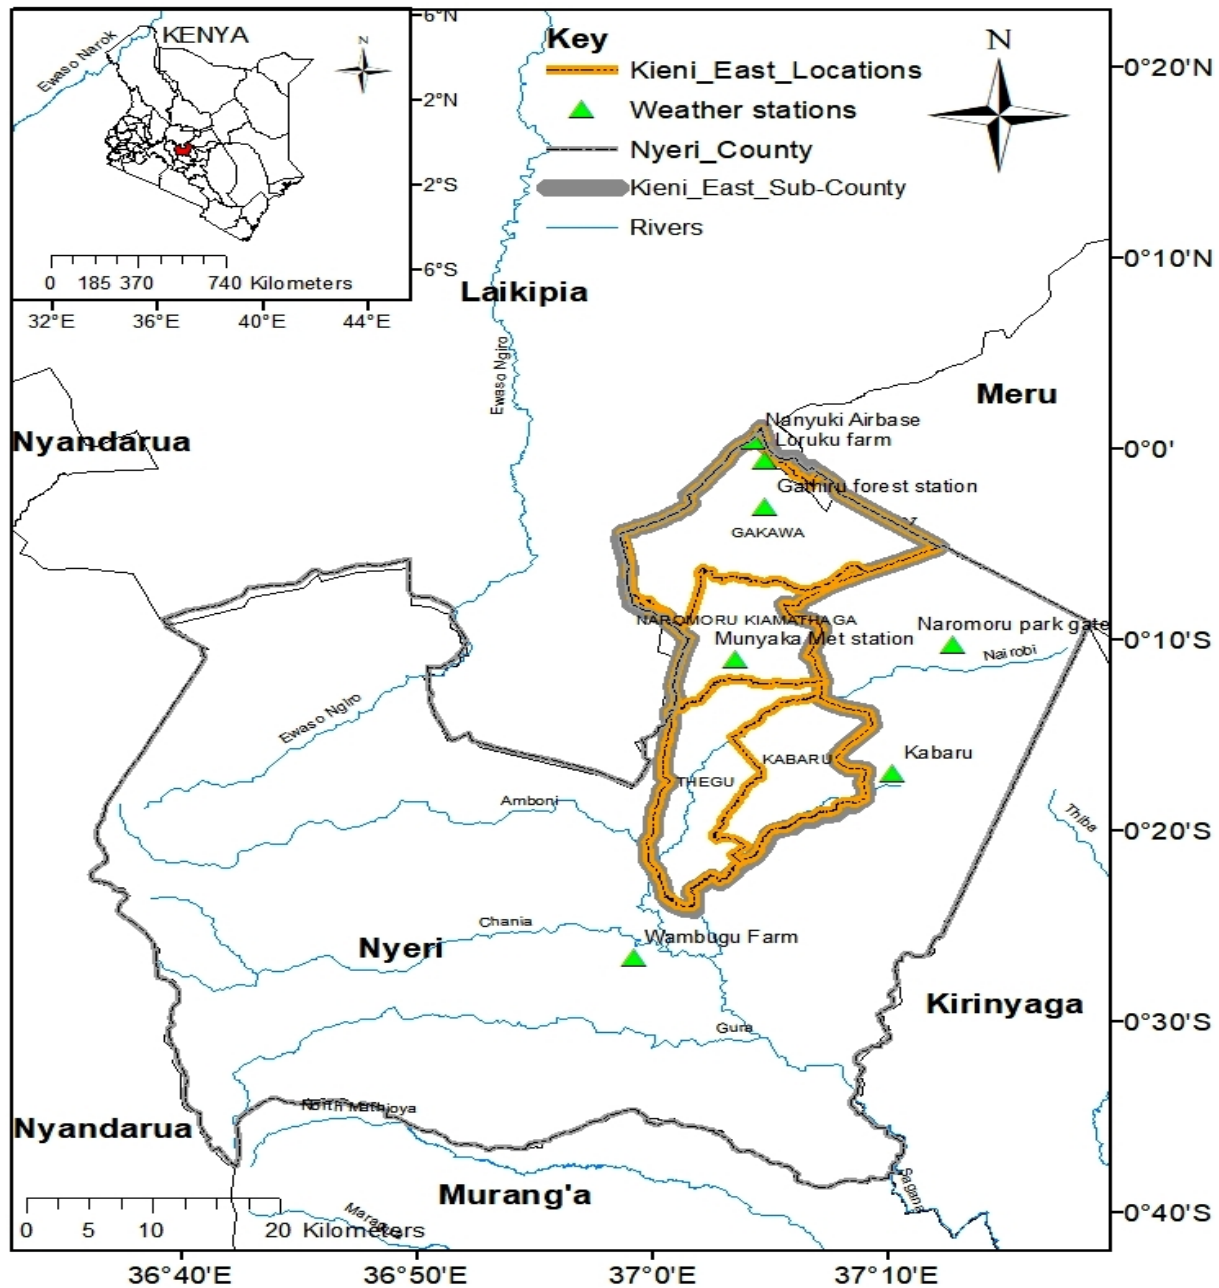 KENYA
Ewaso Narok
N
0 185 370 740 Kilometers
6°N
2°N
2°S
6°S
32°E 36°E 40°E 44°E
Key
Kieni_East_Locations
Weather stations
Nyeri_County
Kieni_East_Sub-County
Rivers
N
0°20'N
0°10'N
0°0'
0°10'S
0°20'S
0°30'S
0°40'S
Laikipia
Ewaso Ngiro
Meru
Nyandarua
Nanyuki Airbase
Loruku farm
Gathiru forest station
GAKAWA
NAROMORU KIAMATHAGA
Munyaka Met station
Naromoru park gate
Nairobi
Ewaso Ngiro
Kabaru
KABARU
THEGU
Amboni
Thiba
Chania
Wambugu Farm
Nyeri
Kirinyaga
Gura
North Mathioya
Nyandarua
Murang'a
Sagana
0 5 10 20 Kilometers
36°40'E 36°50'E 37°0'E 37°10'E